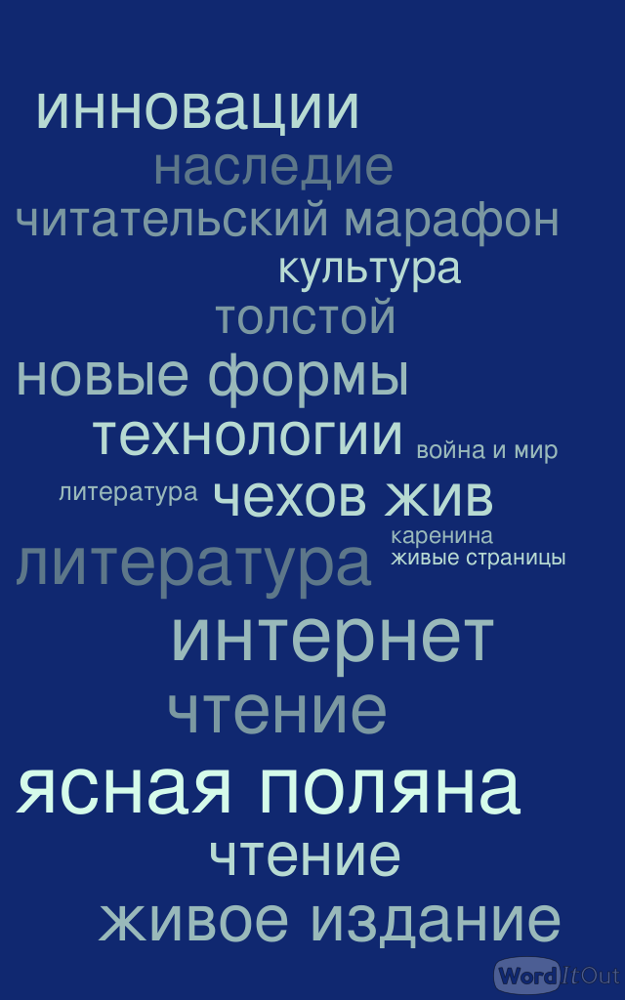 инновации
наследие
читательский марафон
культура
толстой
новые формы
технологии
война и мир
литература
чехов жив
каренина
живые страницы
литература
интернет
чтение
ясная поляна
чтение
живое издание
WordItOut